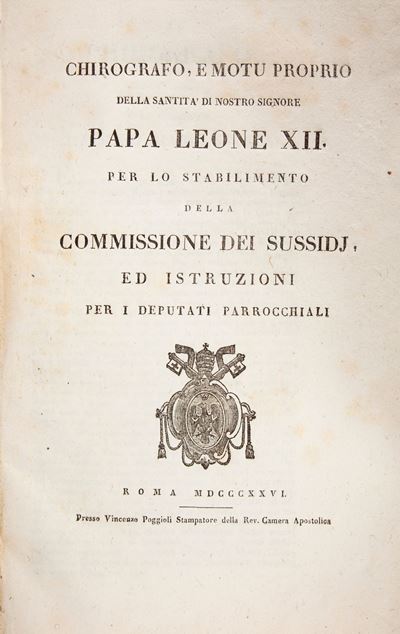 CHIROGRAFO, E MOTU PROPRIO
DELLA SANTITA' DI NOSTRO SIGNORE
PAPA LEONE XII.
PER LO STABILIMENTO
DELLA
COMMISSIONE DEI SUSSIDJ,
ED ISTRUZIONI
PER I DEPUTATI PARROCCHIALI
ROMA MDCCCXXVI.
Presso Vincenzo Poggioli Stampatore della Rev. Camera Apostolica